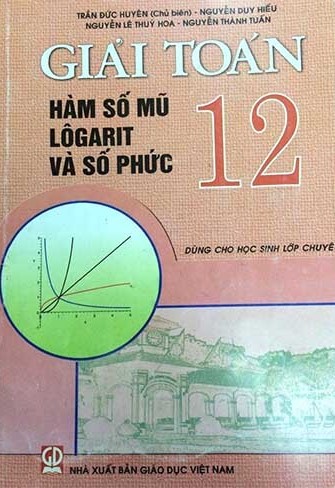 TRẦN ĐỨC HUYÊN (Chủ biên) - NGUYỄN DUY HIẾU
NGUYỄN LÊ THUÝ HOA - NGUYỄN THÀNH TUẤN
GIẢI TOÁN
HÀM SỐ MŨ
LÔGARIT
VÀ SỐ PHỨC
12
DÙNG CHO HỌC SINH LỚP CHUYÊ
NHÀ XUẤT BẢN GIÁO DỤC VIỆT NAM